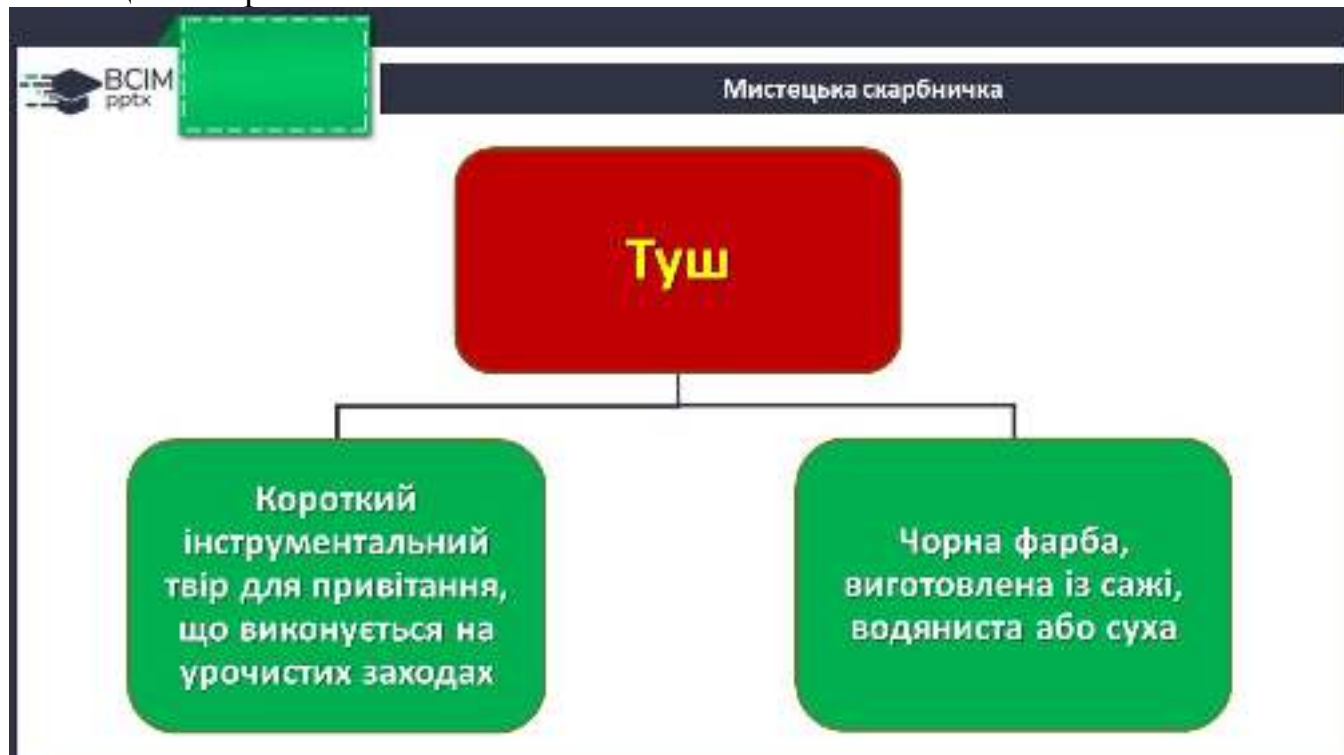 ВСІМ
pptx
Мистецька скарбничка
Туш
Короткий
інструментальний
твір для привітання,
що виконується на
урочистих заходах
Чорна фарба,
виготовлена із сажі,
водяниста або суха